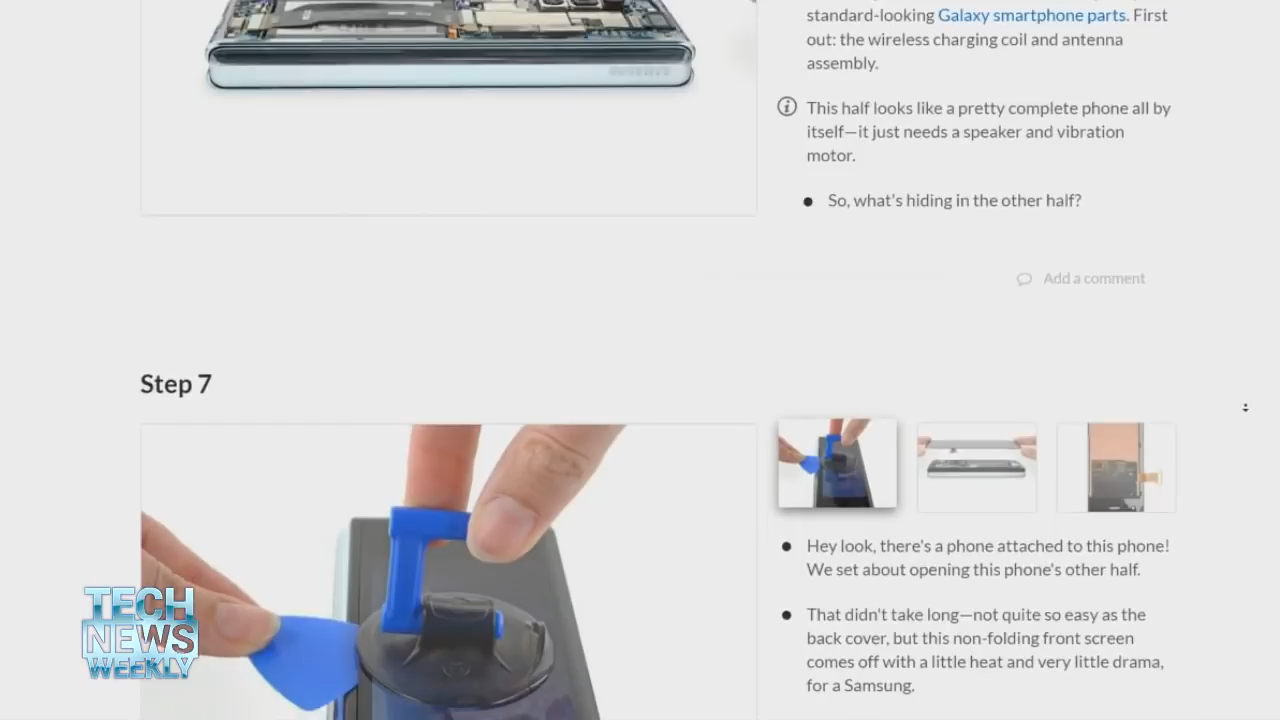 standard-looking Galaxy smartphone parts. First
out: the wireless charging coil and antenna
assembly.
This half looks like a pretty complete phone all by
itself—it just needs a speaker and vibration
motor.
So, what's hiding in the other half?
Add a comment
Step 7
Hey look, there's a phone attached to this phone!
We set about opening this phone's other half.
That didn't take long—not quite so easy as the
back cover, but this non-folding front screen
comes off with a little heat and very little drama,
for a Samsung.
TECH
NEWS
WEEKLY